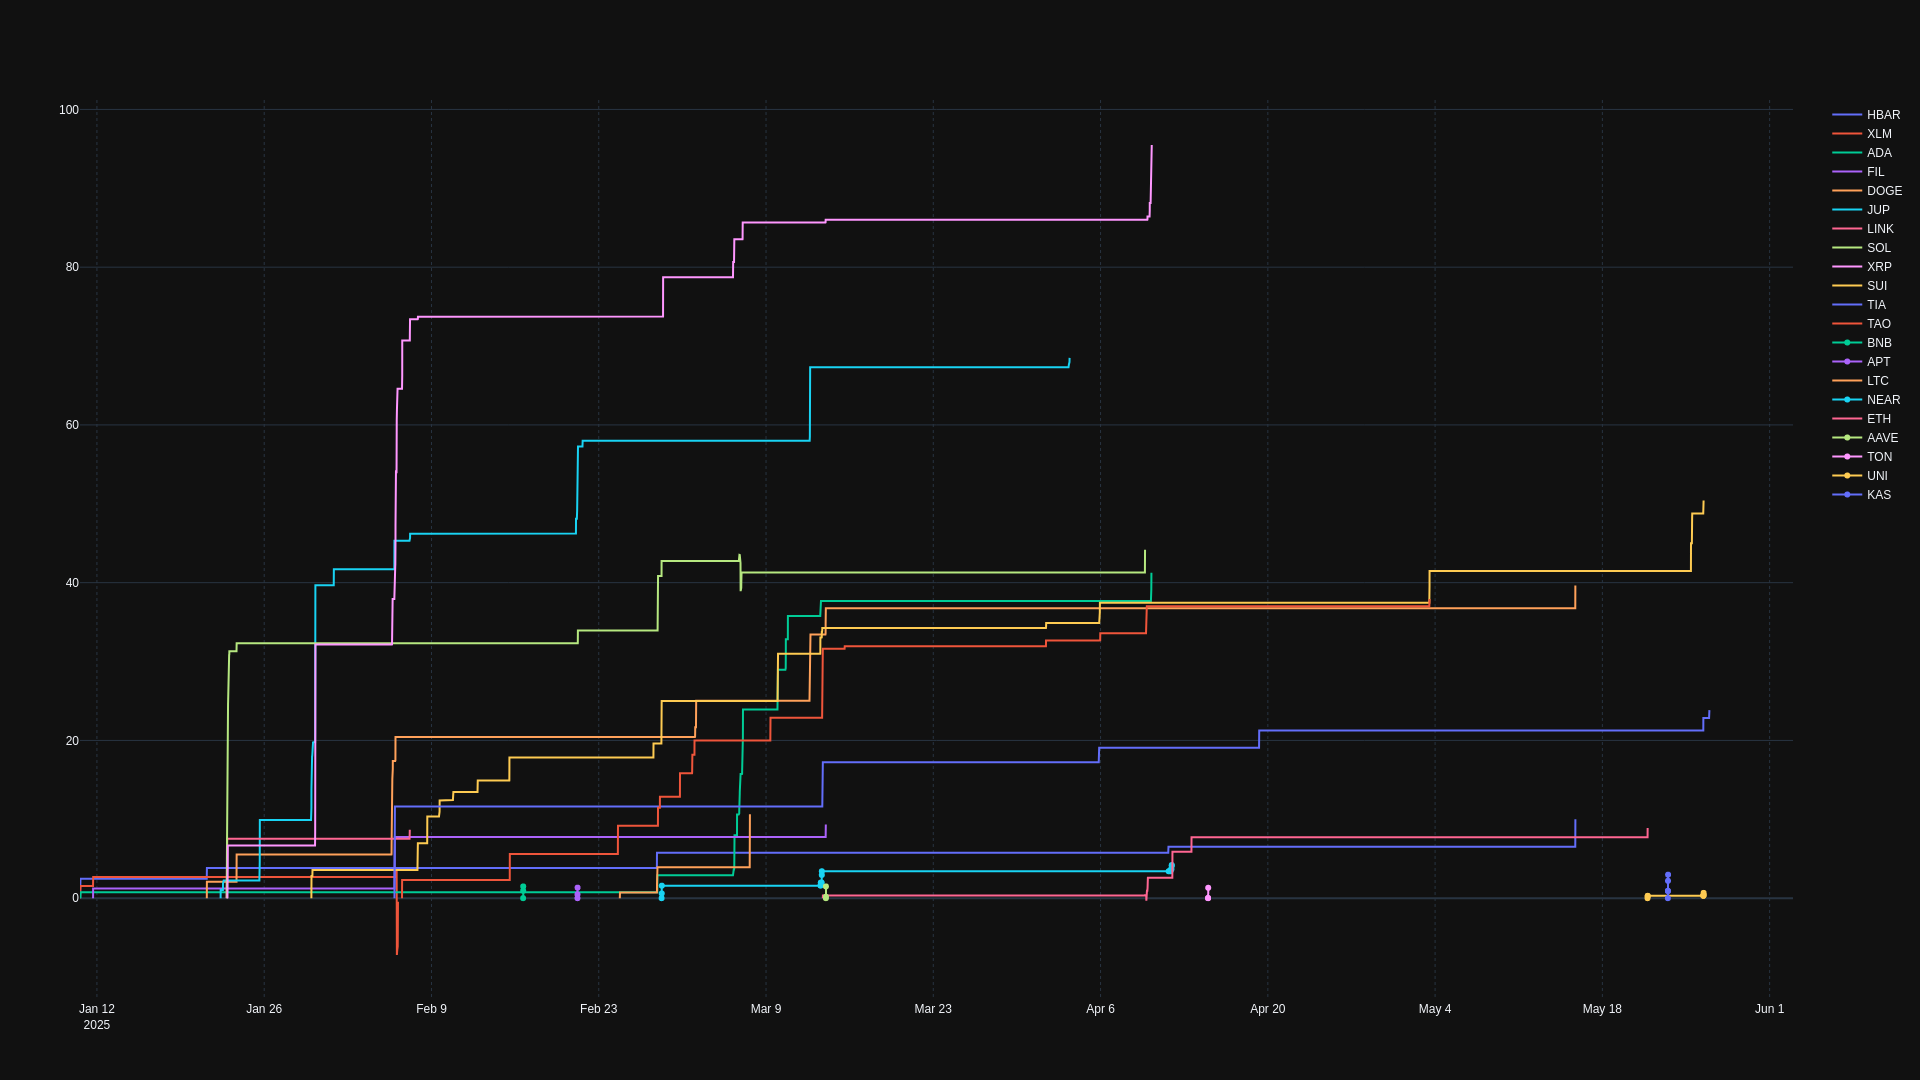 100
80
60
40
20
0
Jan 12
2025
Jan 26
Feb 9
Feb 23
Mar 9
Mar 23
Apr 6
Apr 20
May 4
May 18
Jun 1
HBAR
XLM
ADA
FIL
DOGE
JUP
LINK
SOL
XRP
SUI
TIA
TAO
BNB
APT
LTC
NEAR
ETH
AAVE
TON
UNI
KAS